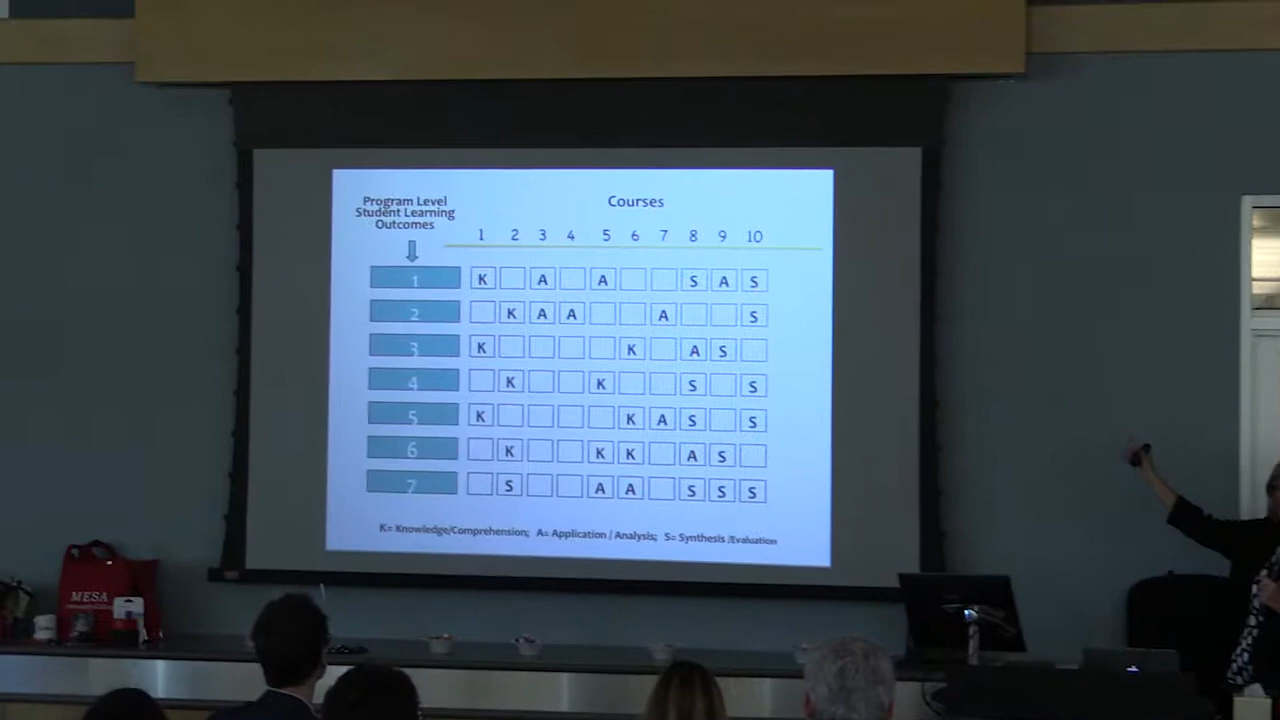 Program Level
Student Learning
Outcomes
Courses
1 2 3 4 5 6 7 8 9 10
1 K A A S A S
2 K A A A S
3 K K A S
4 K K S S
5 K K A S S
6 K K K A S
7 S A A S S S
K= Knowledge/Comprehension; A= Application / Analysis; S= Synthesis /Evaluation
MESA